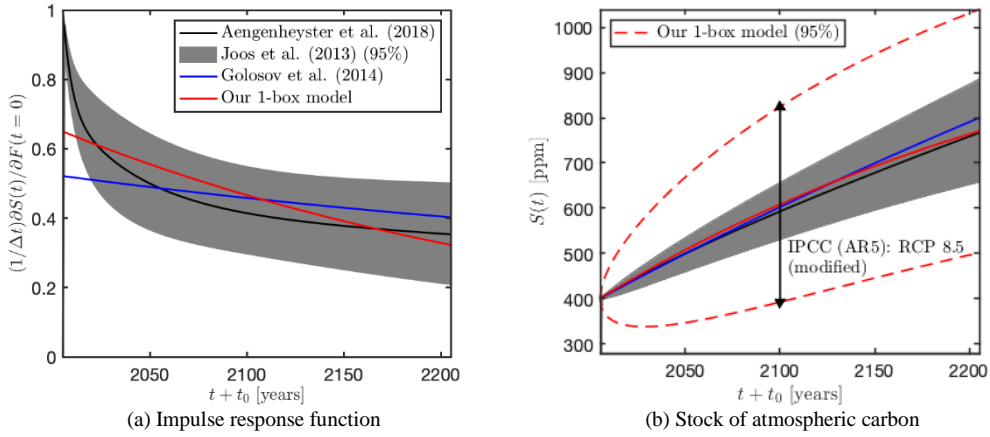 Aengenheyster et al. (2018)
Joos et al. (2013) (95%)
Golosov et al. (2014)
Our 1-box model
(1/Δt)∂S(t)/∂F(t = 0)
1
0.8
0.6
0.4
0.2
0
2050
2100
2150
2200
t + t₀ [years]
(a) Impulse response function
Our 1-box model (95%)
IPCC (AR5): RCP 8.5
(modified)
S(t) [ppm]
1000
900
800
700
600
500
400
300
2050
2100
2150
2200
t + t₀ [years]
(b) Stock of atmospheric carbon